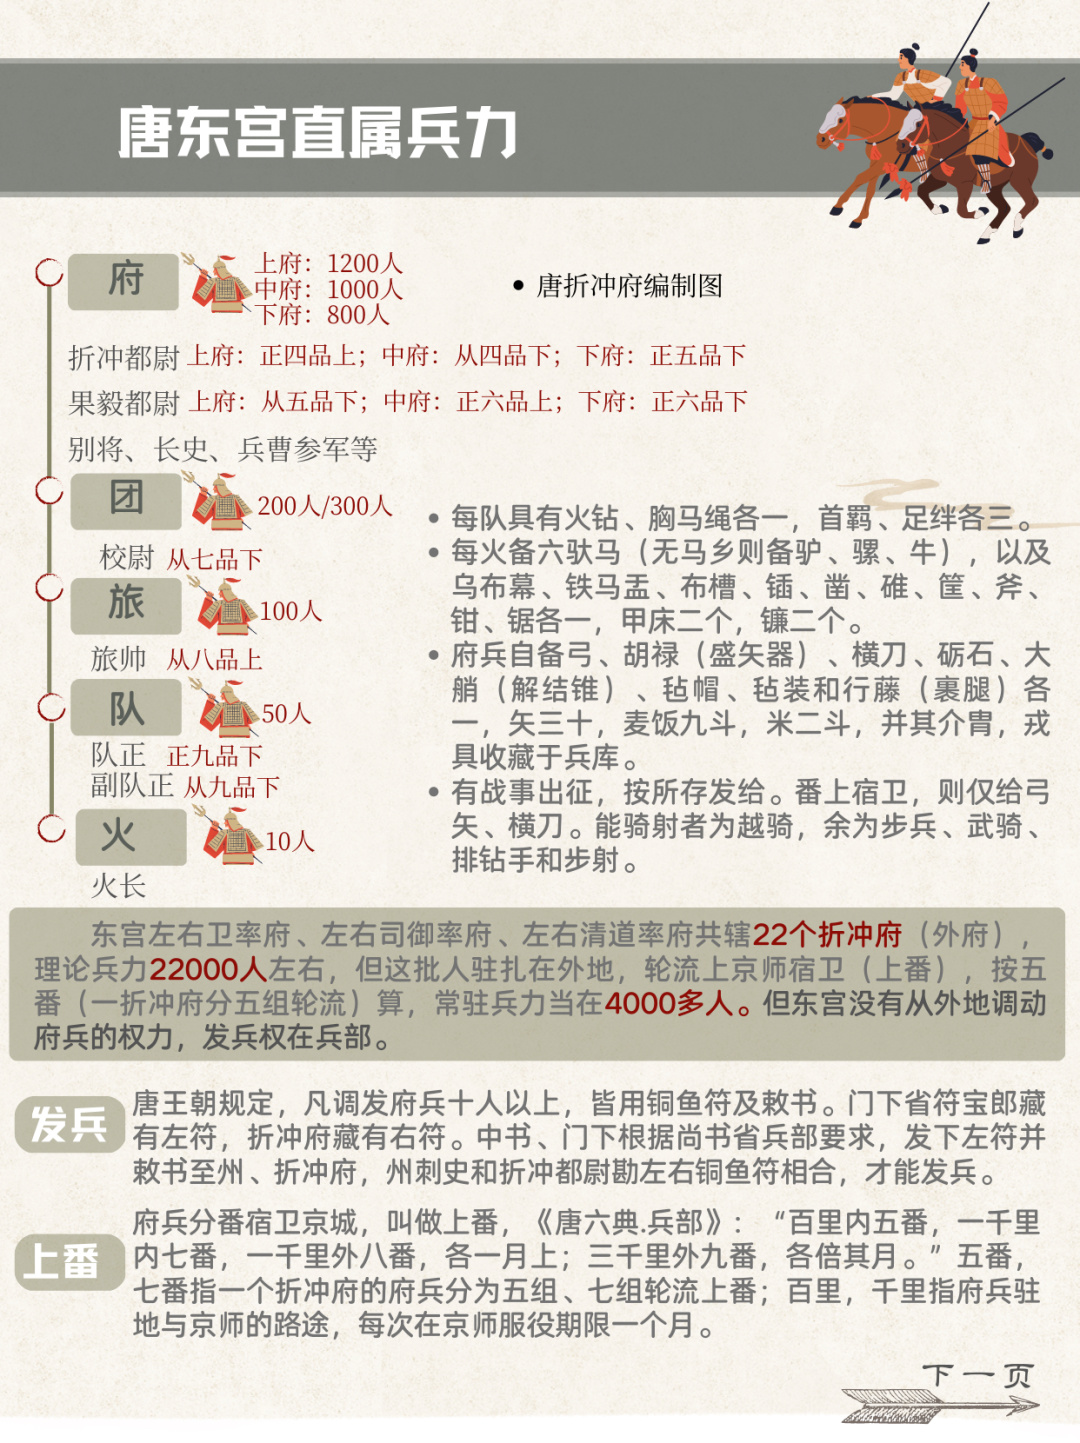 唐东宫直属兵力
府
上府：1200人
中府：1000人
下府：800人
• 唐折冲府编制图
折冲都尉 上府：正四品上；中府：从四品下；下府：正五品下
果毅都尉 上府：从五品下；中府：正六品上；下府：正六品下
别将、长史、兵曹参军等
团
200人/300人
校尉 从七品下
旅
100人
旅帅 从八品上
队
50人
队正 正九品下
副队正 从九品下
火
10人
火长
• 每队具有火钻、胸马绳各一，首羁、足绊各三。
• 每火备六驮马（无马乡则备驴、骡、牛），以及
乌布幕、铁马盂、布槽、锸、凿、碓、筐、斧、
钳、锯各一，甲床二个，镰二个。
• 府兵自备弓、胡禄（盛矢器）、横刀、砺石、大
觿（解结锥）、毡帽、毡装和行藤（裹腿）各
一，矢三十，麦饭九斗，米二斗，并其介胄，戎
具收藏于兵库。
• 有战事出征，按所存发给。番上宿卫，则仅给弓
矢、横刀。能骑射者为越骑，余为步兵、武骑、
排钻手和步射。
东宫左右卫率府、左右司御率府、左右清道率府共辖22个折冲府（外府），
理论兵力22000人左右，但这批人驻扎在外地，轮流上京师宿卫（上番），按五
番（一折冲府分五组轮流）算，常驻兵力当在4000多人。但东宫没有从外地调动
府兵的权力，发兵权在兵部。
发兵
唐王朝规定，凡调发府兵十人以上，皆用铜鱼符及敕书。门下省符宝郎藏
有左符，折冲府藏有右符。中书、门下根据尚书省兵部要求，发下左符并
敕书至州、折冲府，州刺史和折冲都尉勘左右铜鱼符相合，才能发兵。
上番
府兵分番宿卫京城，叫做上番，《唐六典.兵部》：“百里内五番，一千里
内七番，一千里外八番，各一月上；三千里外九番，各倍其月。”五番，
七番指一个折冲府的府兵分为五组、七组轮流上番；百里，千里指府兵驻
地与京师的路途，每次在京师服役期限一个月。
下一页